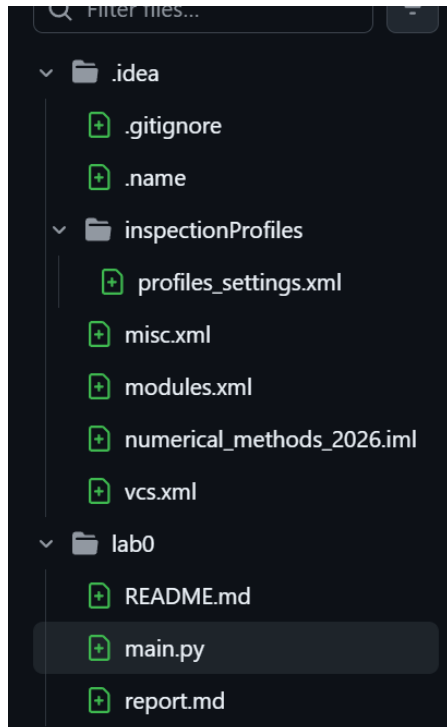 Filter files...
.idea
.gitignore
.name
inspectionProfiles
profiles_settings.xml
misc.xml
modules.xml
numerical_methods_2026.iml
vcs.xml
lab0
README.md
main.py
report.md